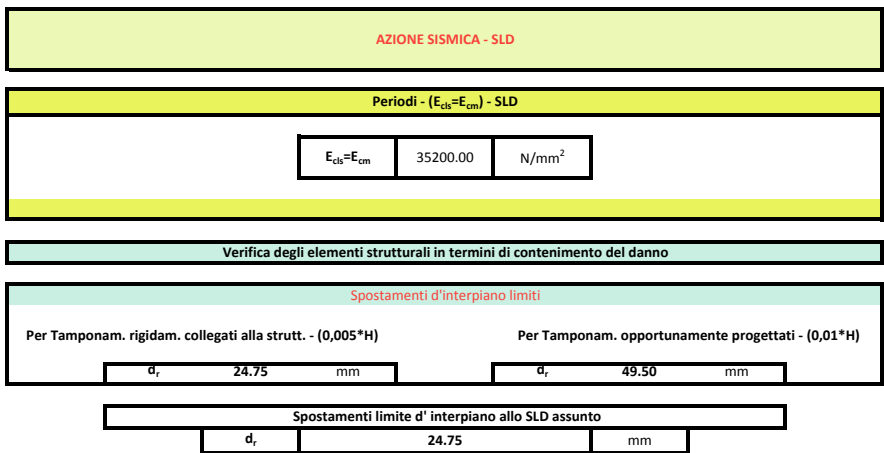 AZIONE SISMICA - SLD
Periodi - (Ecls=Ecm) - SLD
Ecls=Ecm 35200.00 N/mm²
Verifica degli elementi strutturali in termini di contenimento del danno
Spostamenti d'interpiano limiti
Per Tamponam. rigidam. collegati alla strutt. - (0,005*H) Per Tamponam. opportunamente progettati - (0,01*H)
dr 24.75 mm dr 49.50 mm
Spostamenti limite d' interpiano allo SLD assunto
dr 24.75 mm